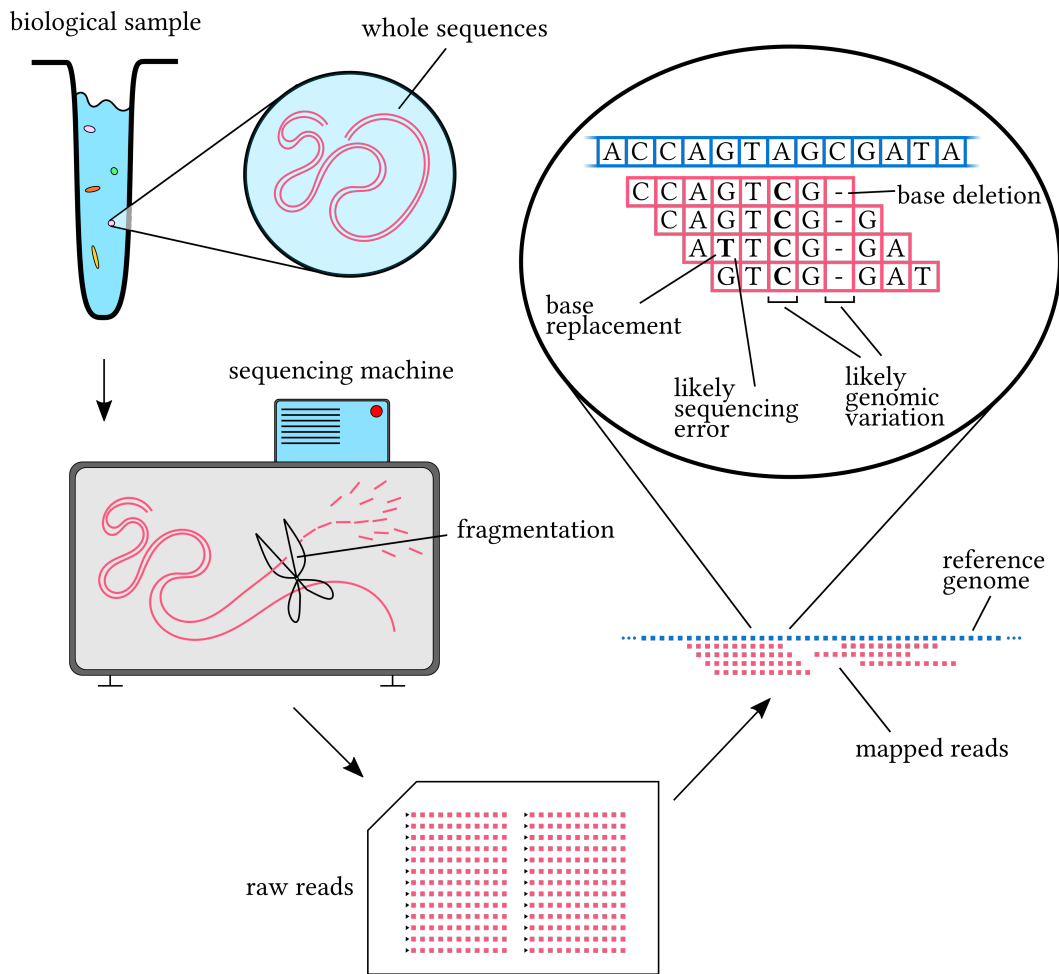 biological sample
whole sequences
A C C A G T A G C G A T A
C C A G T C G -
base deletion
C A G T C G - G
A T T C G - G A
G T C G - G A T
base
replacement
likely
sequencing
error
likely
genomic
variation
sequencing machine
fragmentation
reference
genome
mapped reads
raw reads